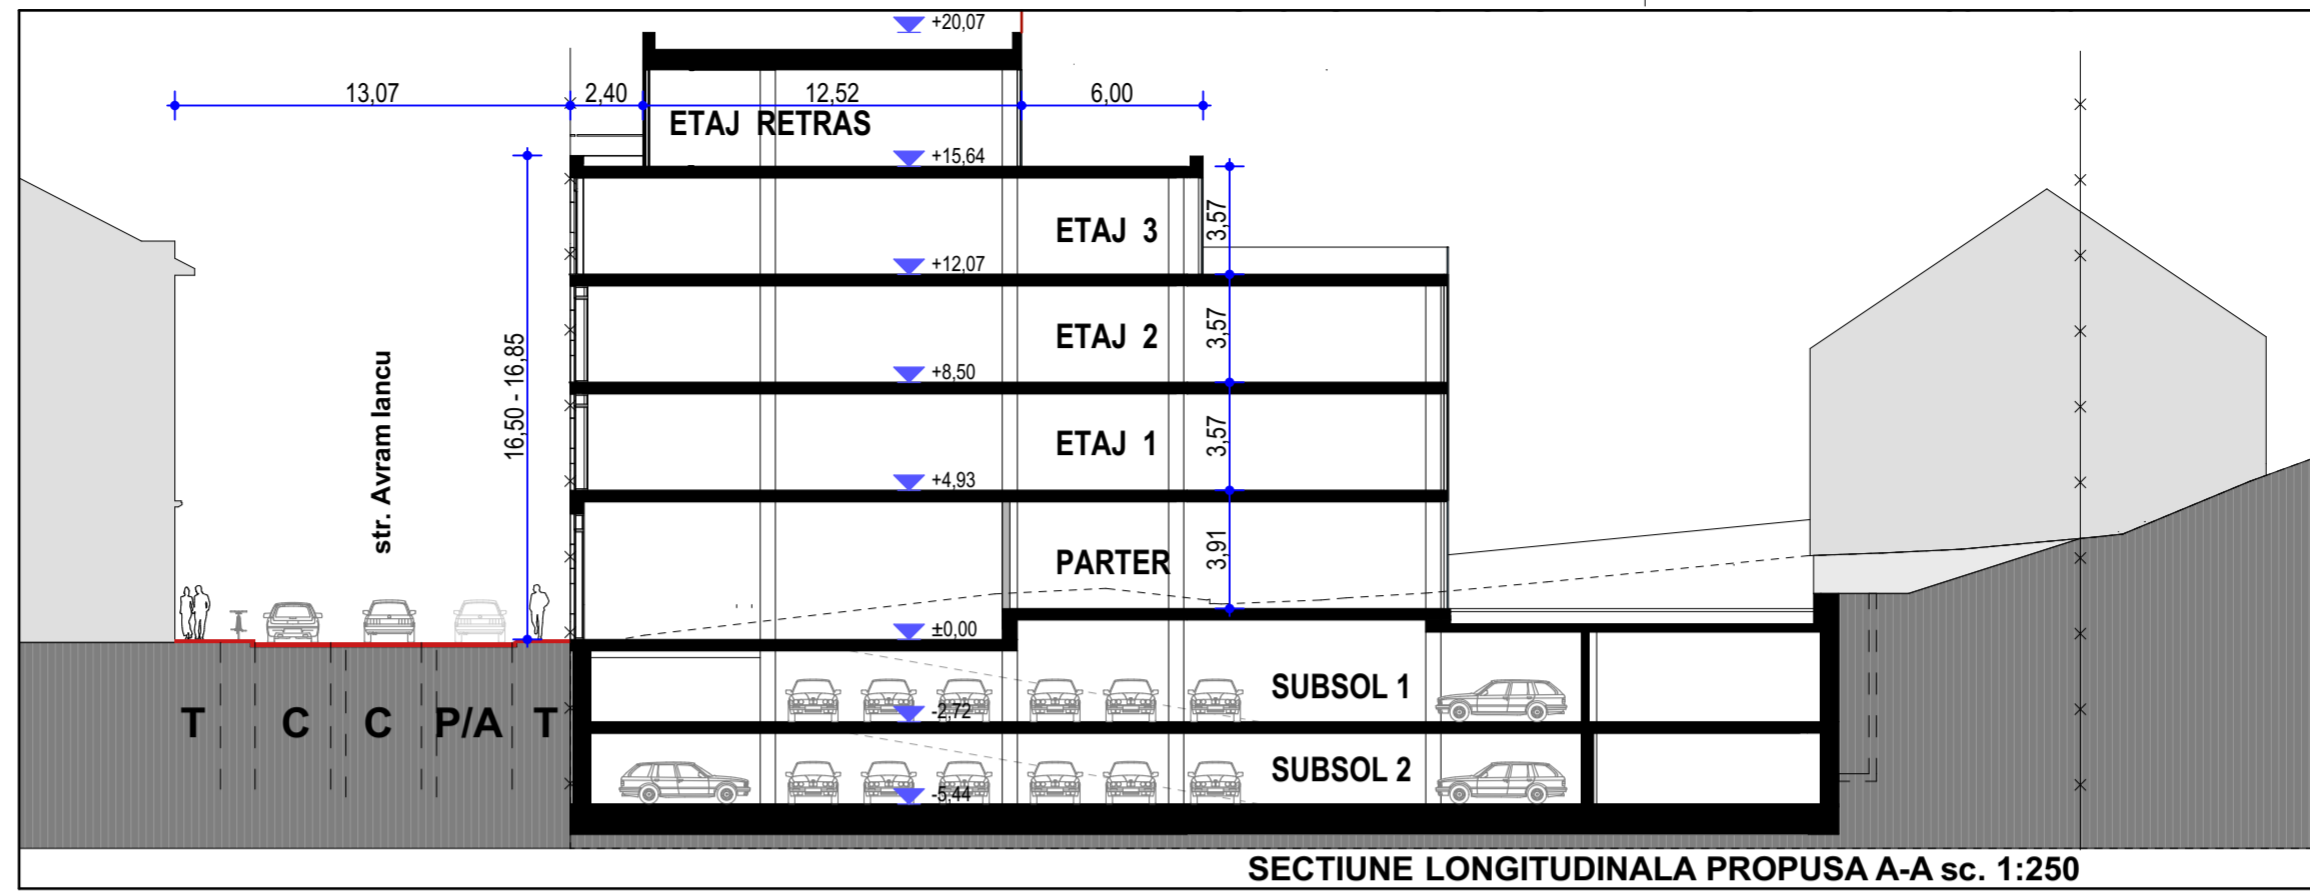 +20,07
13,07
2,40
12,52
6,00
ETAJ RETRAS
+15,64
ETAJ 3
3,57
+12,07
16,50 - 16,85
str. Avram Iancu
ETAJ 2
3,57
+8,50
ETAJ 1
3,57
+4,93
PARTER
3,91
±0,00
SUBSOL 1
-2,72
T C C P/A T
SUBSOL 2
-5,44
SECTIUNE LONGITUDINALA PROPUSA A-A sc. 1:250